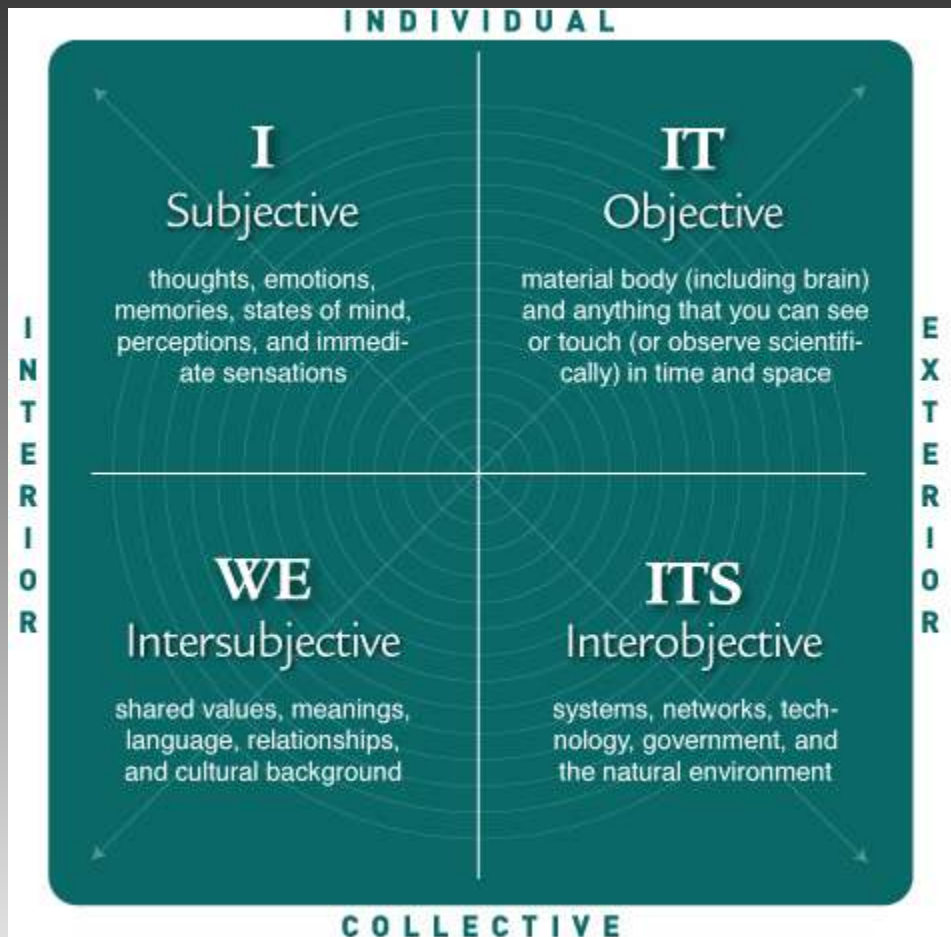 INDIVIDUAL
I
Subjective
thoughts, emotions,
memories, states of mind,
perceptions, and immedi-
ate sensations
IT
Objective
material body (including brain)
and anything that you can see
or touch (or observe scientifi-
cally) in time and space
INTERIOR
EXTERIOR
WE
Intersubjective
shared values, meanings,
language, relationships,
and cultural background
ITS
Interobjective
systems, networks, tech-
nology, government, and
the natural environment
COLLECTIVE